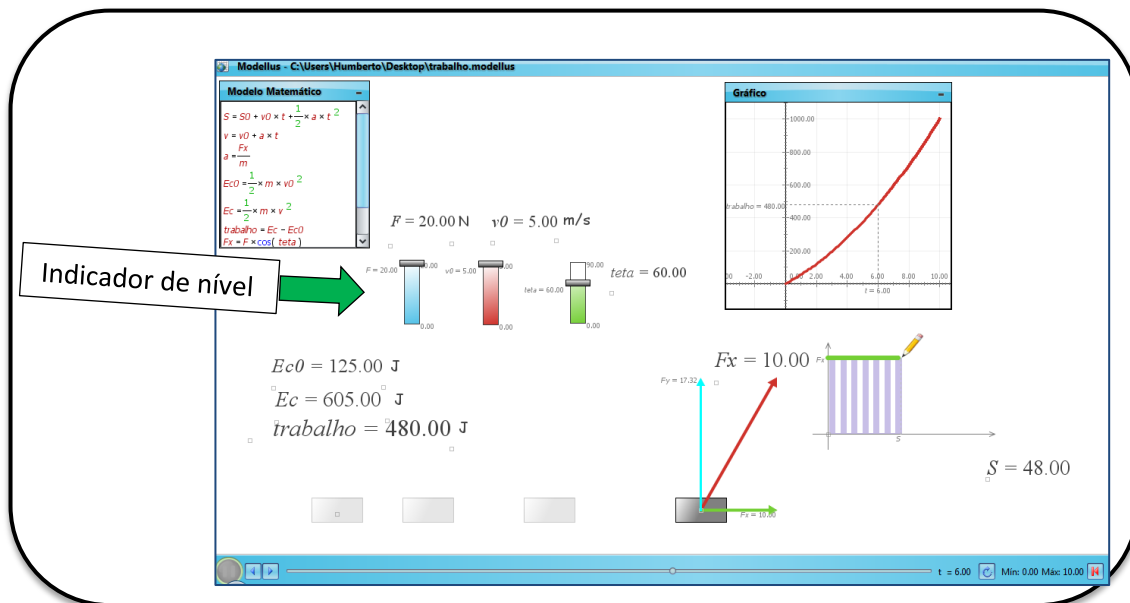 Modellus - C:\Users\Humberto\Desktop\trabalho.modellus
Modelo Matemático
S = S0 + v0 × t + 1/2 × a × t 2
v = v0 + a × t
a = Fx/m
Ec0 = 1/2 × m × v0 2
Ec = 1/2 × m × v 2
trabalho = Ec − Ec0
Fx = F × cos( teta )
Gráfico
1000.00
800.00
600.00
trabalho = 480.00
400.00
200.00
00 -2.00 0.00 2.00 4.00 6.00 8.00 10.00
t = 6.00
F = 20.00 N v0 = 5.00 m/s
Indicador de nível
F = 20.00
0.00
v0 = 5.00
0.00
teta = 60.00
90.00
0.00
teta = 60.00
Ec0 = 125.00 J
Ec = 605.00 J
trabalho = 480.00 J
Fy = 17.32
Fx = 10.00
Fx = 10.00
Fx
S
S = 48.00
t = 6.00 Mín: 0.00 Máx: 10.00